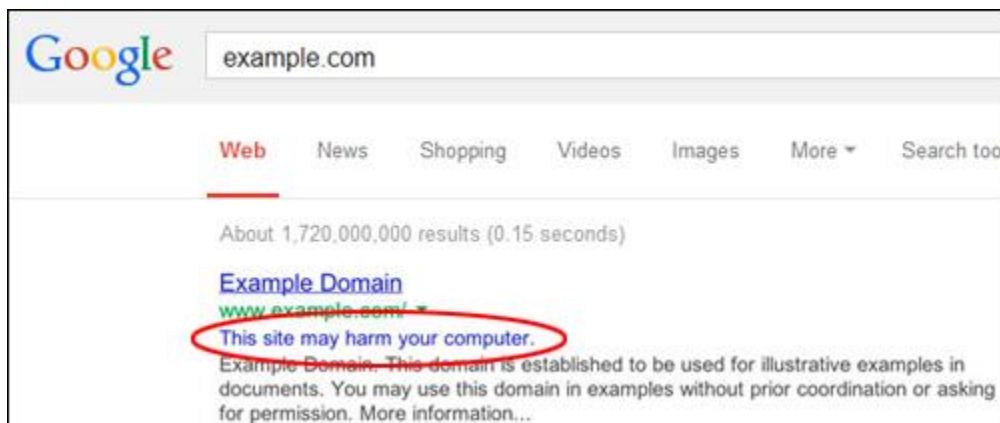 Google example.com
Web News Shopping Videos Images More Search too
About 1,720,000,000 results (0.15 seconds)
Example Domain
www.example.com/
This site may harm your computer.
Example Domain. This domain is established to be used for illustrative examples in
documents. You may use this domain in examples without prior coordination or asking
for permission. More information...